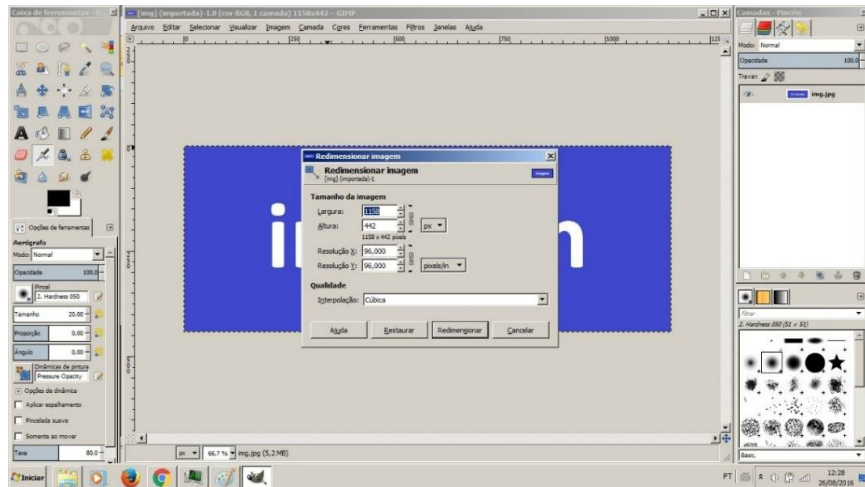 Caixa de ferramentas - 
[img] (importada)-1.0 (cor RGB, 1 camada) 1158x442 – GIMP
Arquivo Editar Selecionar Visualizar Imagem Camada Cores Ferramentas Filtros Janelas Ajuda
Camadas - Pincéis
Modo: Normal
Opacidade 100,0
Travar:
img.jpg
Redimensionar imagem
Redimensionar imagem
[img] (importada)-1
Tamanho da imagem
Largura: 1158
Altura: 442 px
1158 x 442 pixels
Resolução X: 96,000
Resolução Y: 96,000 pixels/in
Qualidade
Interpolação: Cúbica
Ajuda Restaurar Redimensionar Cancelar
Opções de ferramentas
Aerógrafo
Modo: Normal
Opacidade 100,0
Pincel
2. Hardness 050
Tamanho 20.00
Proporção 0.00
Ângulo 0.00
Dinâmicas de pintura
Pressure Opacity
Opções de dinâmica
Aplicar espalhamento
Pincelada suave
Somente ao mover
Taxa 80.0
filtrar
2. Hardness 050 (51 × 51)
Basic.
px 66.7 % img.jpg (5,2 MB)
Iniciar
PT
12:28
26/08/2016